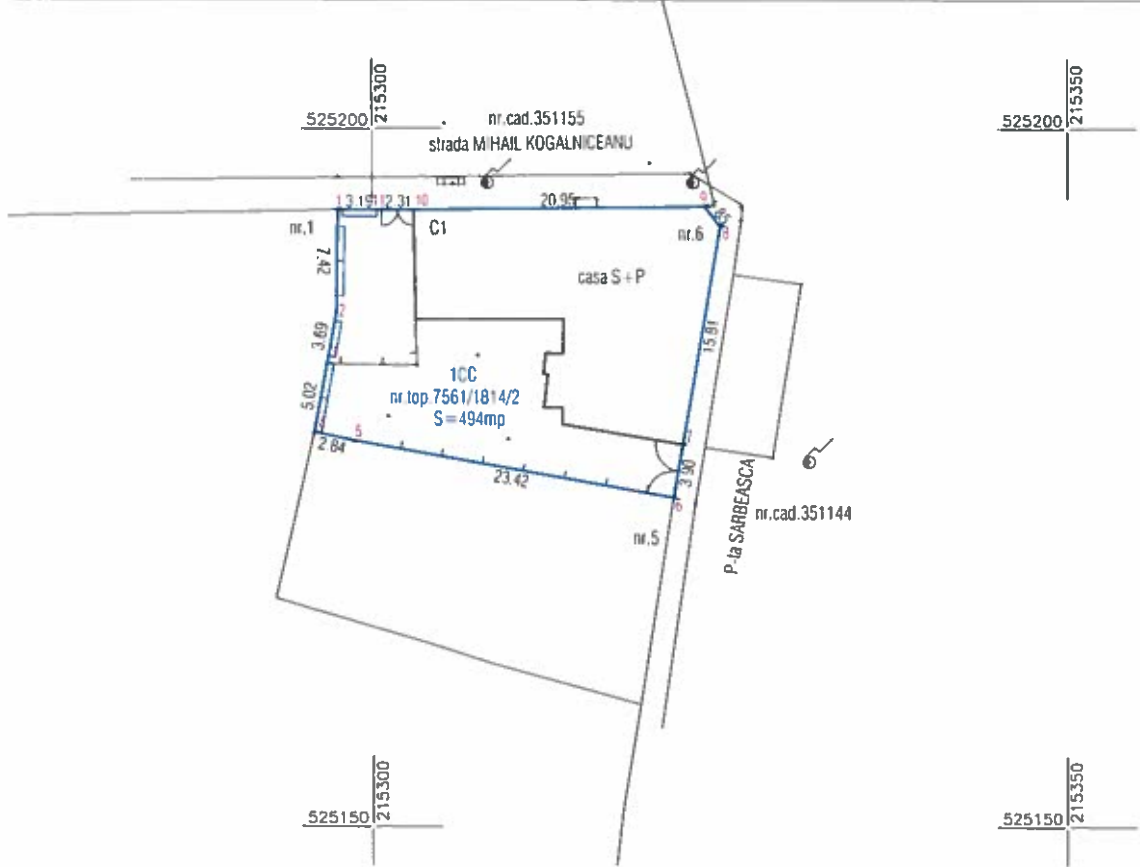 215300
215350
525200
525200
nr.cad.351155
strada MIHAIL KOGALNICEANU
1 3.19 11 2.31 10
20.95
9
nr.1
C1
nr.6
8
7.42
casa S+P
2
3.69
15.91
1CC
nr.top.7561/1814/2
S=494mp
5.02
5
2.84
23.42
3.90
6
nr.5
P-ta SARBEASCA
nr.cad.351144
215300
215350
525150
525150